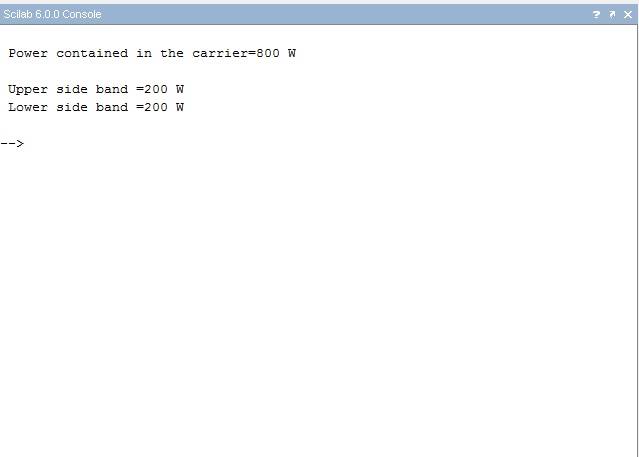 Scilab 6.0.0 Console
Power contained in the carrier=800 W
Upper side band =200 W
Lower side band =200 W
-->